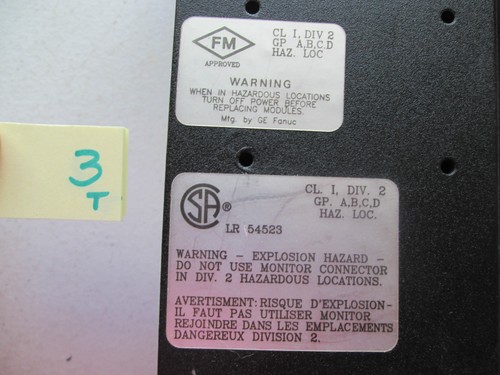 FM
APPROVED
CL I, DIV 2
GP. A,B,C,D
HAZ. LOC
WARNING
WHEN IN HAZARDOUS LOCATIONS
TURN OFF POWER BEFORE
REPLACING MODULES.
Mfg. by GE Fanuc
3
T
CSA ®
LR 54523
CL. I, DIV. 2
GP. A,B,C,D
HAZ. LOC.
WARNING - EXPLOSION HAZARD -
DO NOT USE MONITOR CONNECTOR
IN DIV. 2 HAZARDOUS LOCATIONS.
AVERTISMENT: RISQUE D'EXPLOSION-
IL FAUT PAS UTILISER MONITOR
REJOINDRE DANS LES EMPLACEMENTS
DANGEREUX DIVISION 2.